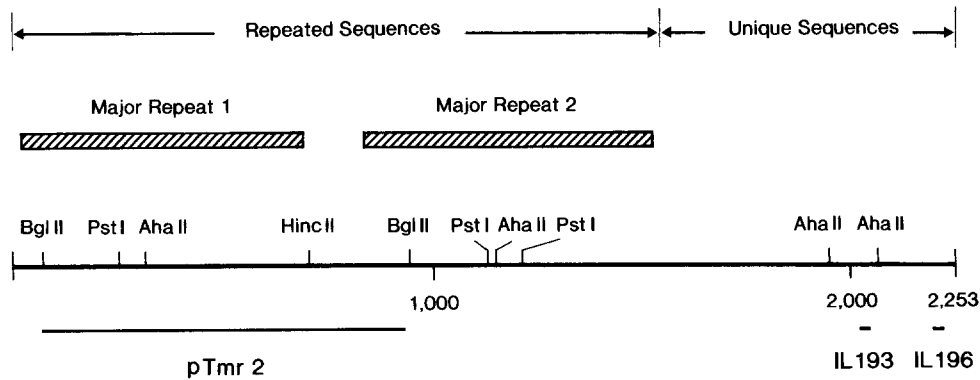 Repeated Sequences
Unique Sequences
Major Repeat 1
Major Repeat 2
Bgl II
Pst I
Aha II
Hinc II
Bgl II
Pst I
Aha II
Pst I
Aha II
Aha II
1,000
2,000
2,253
pTmr 2
IL193
IL196